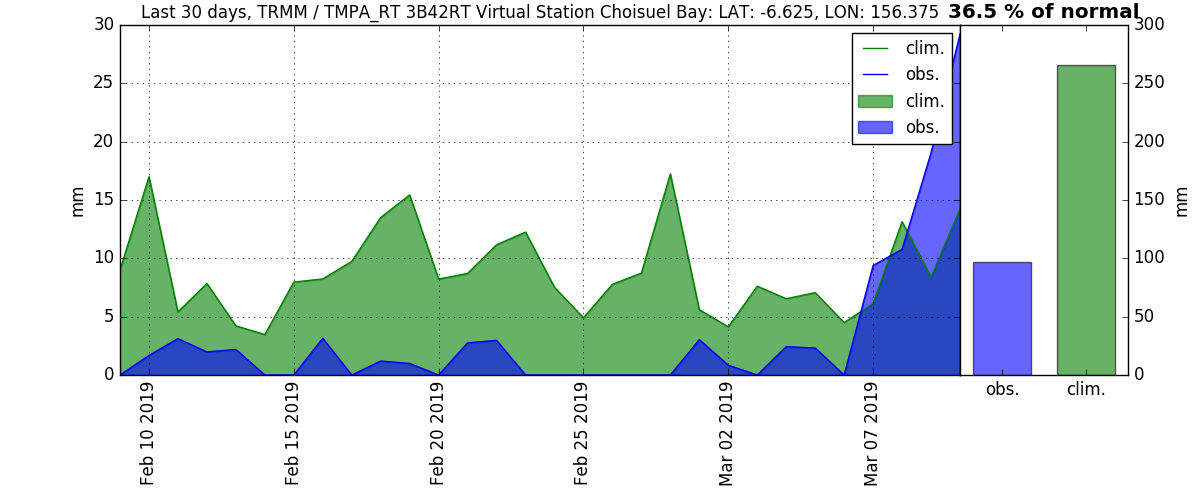 Last 30 days, TRMM / TMPA_RT 3B42RT Virtual Station Choisuel Bay: LAT: -6.625, LON: 156.375 36.5 % of normal
30
25
20
15
10
5
0
mm
clim.
obs.
clim.
obs.
300
250
200
150
100
50
0
mm
Feb 10 2019
Feb 15 2019
Feb 20 2019
Feb 25 2019
Mar 02 2019
Mar 07 2019
obs.
clim.